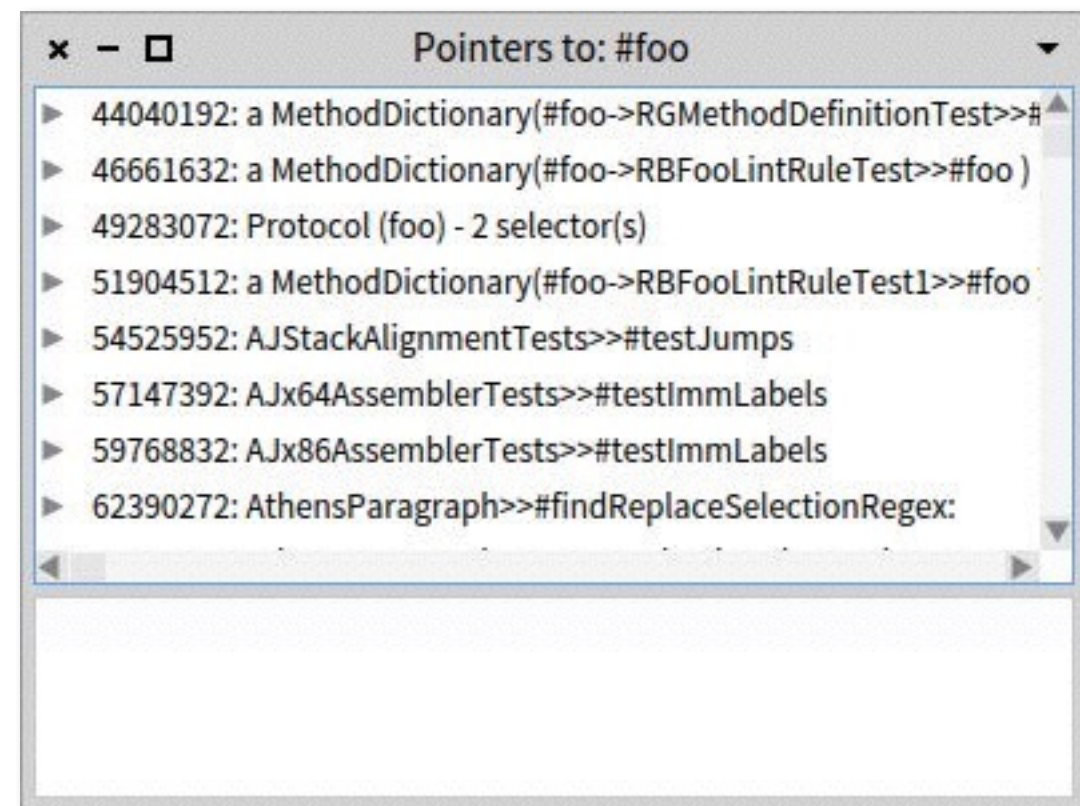 Pointers to: #foo
44040192: a MethodDictionary(#foo->RGMethodDefinitionTest>>#
46661632: a MethodDictionary(#foo->RBFooLintRuleTest>>#foo )
49283072: Protocol (foo) - 2 selector(s)
51904512: a MethodDictionary(#foo->RBFooLintRuleTest1>>#foo )
54525952: AJStackAlignmentTests>>#testJumps
57147392: AJx64AssemblerTests>>#testImmLabels
59768832: AJx86AssemblerTests>>#testImmLabels
62390272: AthensParagraph>>#findReplaceSelectionRegex: